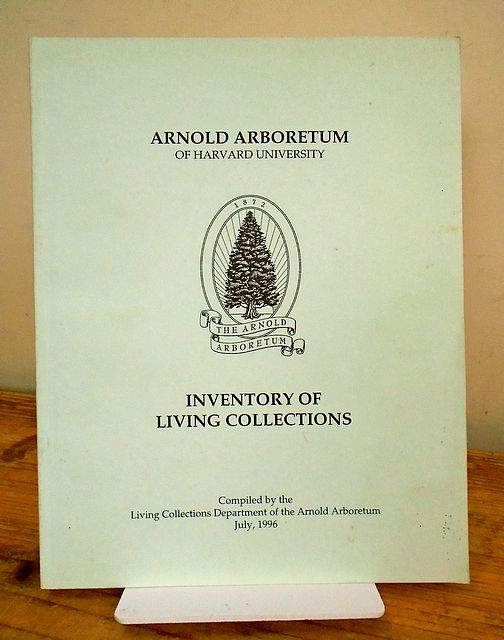 ARNOLD ARBORETUM
OF HARVARD UNIVERSITY
1872
THE ARNOLD
ARBORETUM
INVENTORY OF
LIVING COLLECTIONS
Compiled by the
Living Collections Department of the Arnold Arboretum
July, 1996